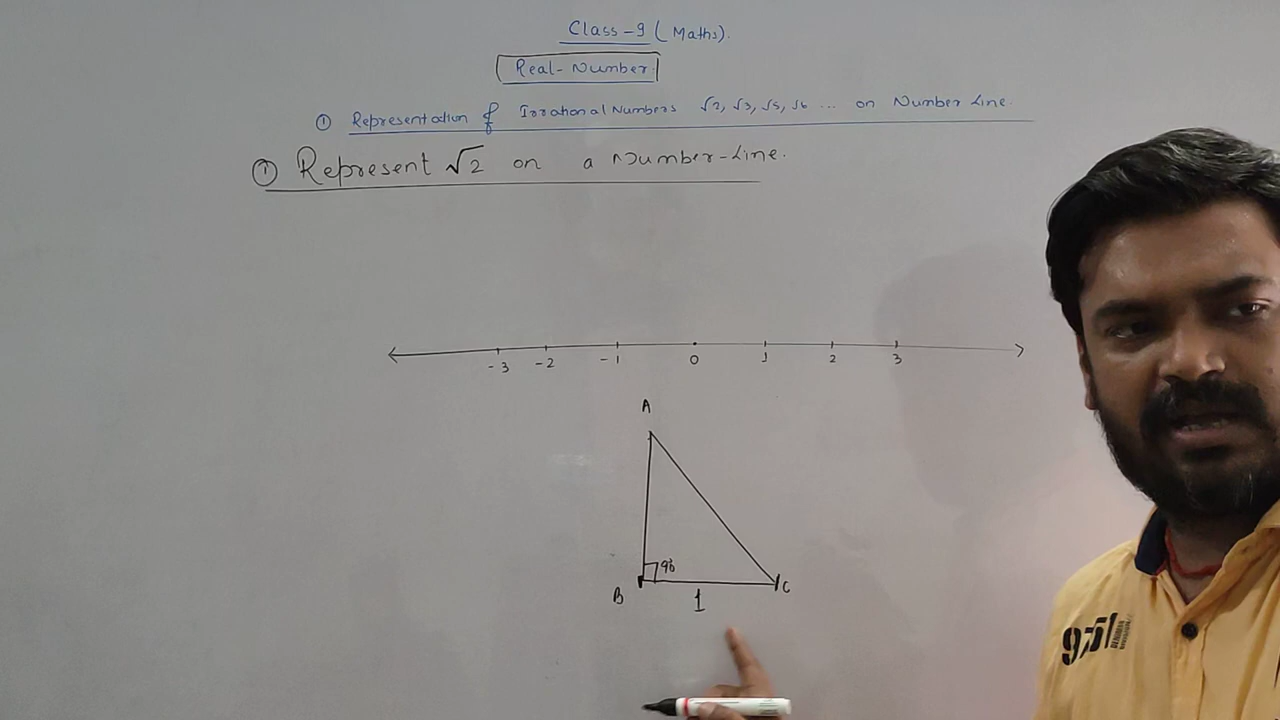 Class-9 (Maths).
Real-Number.
① Representation of Irrational Numbers √2, √3, √5, √6 ... on Number Line.
① Represent √2 on a Number-Line.
-3 -2 -1 0 1 2 3
A
90
B 1 C
9751